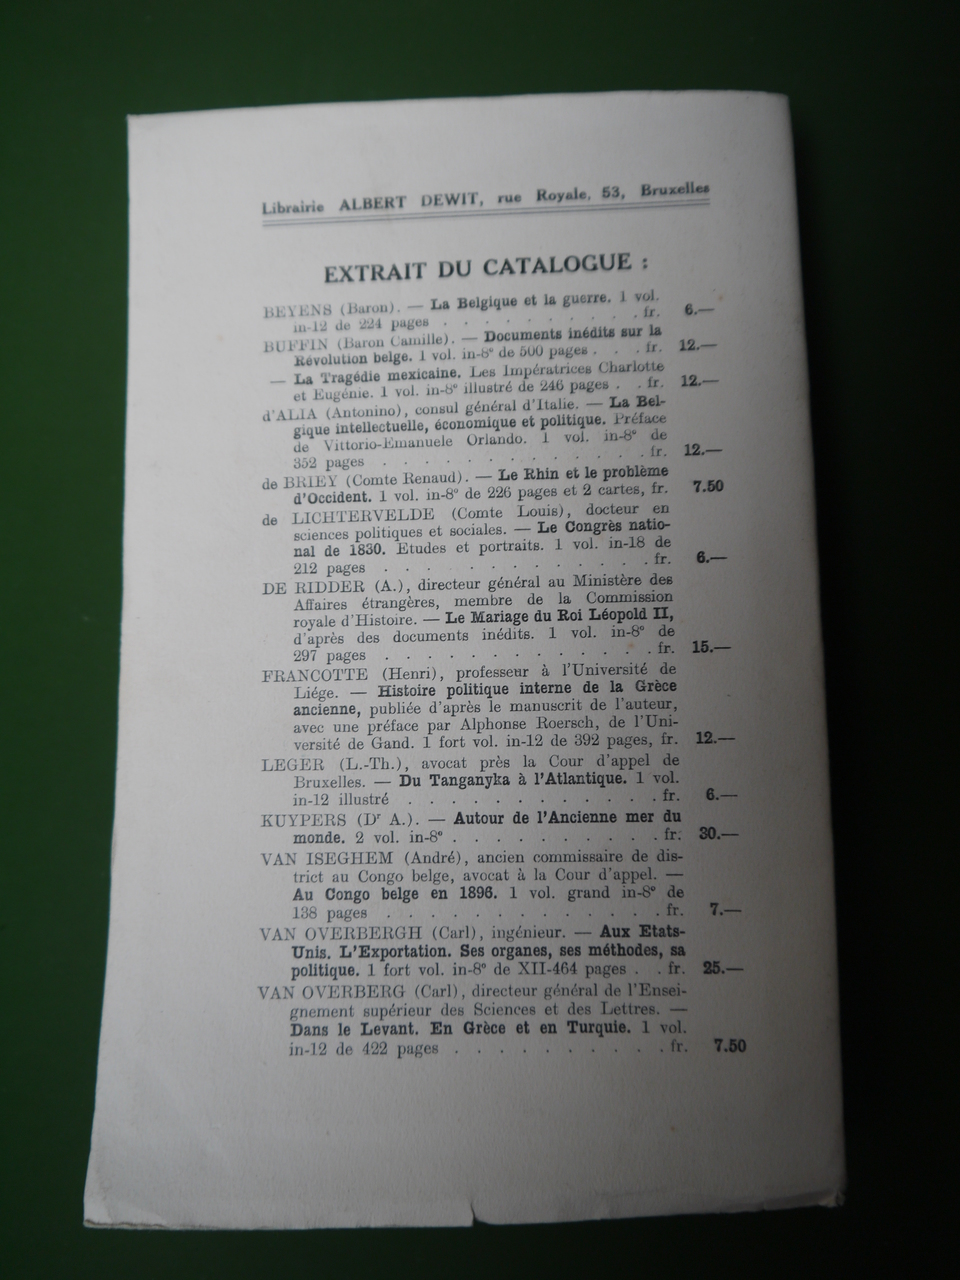 Librairie ALBERT DEWIT, rue Royale, 53, Bruxelles
EXTRAIT DU CATALOGUE :
BEYENS (Baron). — La Belgique et la guerre. 1 vol.
in-12 de 224 pages . . . . . . . . . fr. 6.—
BUFFIN (Baron Camille). — Documents inédits sur la
Révolution belge. 1 vol. in-8° de 500 pages . . . fr. 12.—
— La Tragédie mexicaine. Les Impératrices Charlotte
et Eugénie. 1 vol. in-8° illustré de 246 pages . . fr. 12.—
d'ALIA (Antonino), consul général d'Italie. — La Bel-
gique intellectuelle, économique et politique. Préface
de Vittorio-Emanuele Orlando. 1 vol. in-8° de
352 pages . . . . . . . . . . . . . fr. 12.—
de BRIEY (Comte Renaud). — Le Rhin et le problème
d'Occident. 1 vol. in-8° de 226 pages et 2 cartes, fr. 7.50
de LICHTERVELDE (Comte Louis), docteur en
sciences politiques et sociales. — Le Congrès natio-
nal de 1830. Etudes et portraits. 1 vol. in-18 de
212 pages . . . . . . . . . . . . . fr. 6.—
DE RIDDER (A.), directeur général au Ministère des
Affaires étrangères, membre de la Commission
royale d'Histoire. — Le Mariage du Roi Léopold II,
d'après des documents inédits. 1 vol. in-8° de
297 pages . . . . . . . . . . . . . fr. 15.—
FRANCOTTE (Henri), professeur à l'Université de
Liége. — Histoire politique interne de la Grèce
ancienne, publiée d'après le manuscrit de l'auteur,
avec une préface par Alphonse Roersch, de l'Uni-
versité de Gand. 1 fort vol. in-12 de 392 pages, fr. 12.—
LEGER (L.-Th.), avocat près la Cour d'appel de
Bruxelles. — Du Tanganyka à l'Atlantique. 1 vol.
in-12 illustré . . . . . . . . . . . . fr. 6.—
KUYPERS (Dr A.). — Autour de l'Ancienne mer du
monde. 2 vol. in-8° . . . . . . . . . . fr. 30.—
VAN ISEGHEM (André), ancien commissaire de dis-
trict au Congo belge, avocat à la Cour d'appel. —
Au Congo belge en 1896. 1 vol. grand in-8° de
138 pages . . . . . . . . . . . . . fr. 7.—
VAN OVERBERGH (Carl), ingénieur. — Aux Etats-
Unis. L'Exportation. Ses organes, ses méthodes, sa
politique. 1 fort vol. in-8° de XII-464 pages . . fr. 25.—
VAN OVERBERG (Carl), directeur général de l'Ensei-
gnement supérieur des Sciences et des Lettres. —
Dans le Levant. En Grèce et en Turquie. 1 vol.
in-12 de 422 pages . . . . . . . . . . fr. 7.50